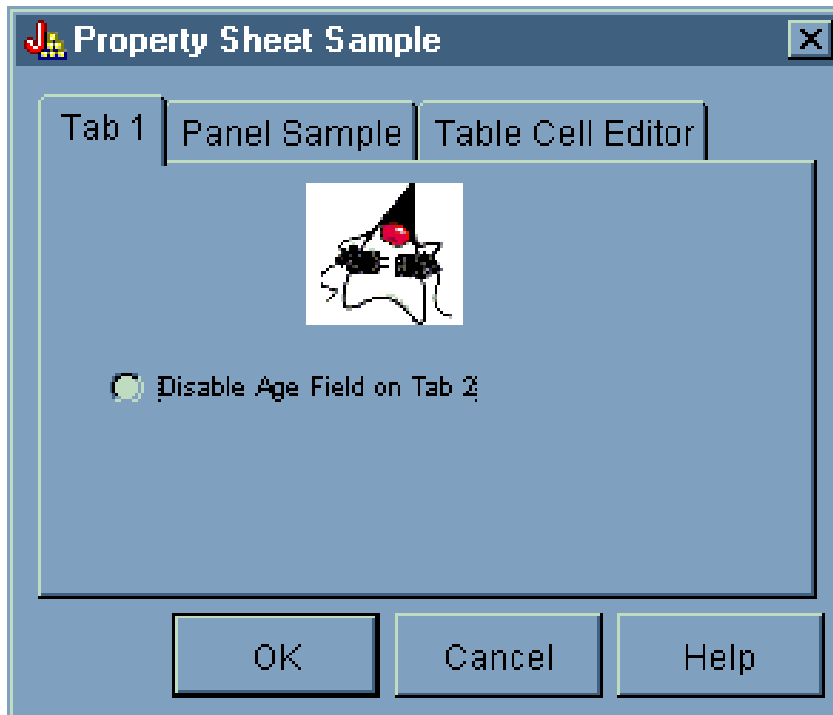 Property Sheet Sample
Tab 1 Panel Sample Table Cell Editor
Disable Age Field on Tab 2
OK Cancel Help